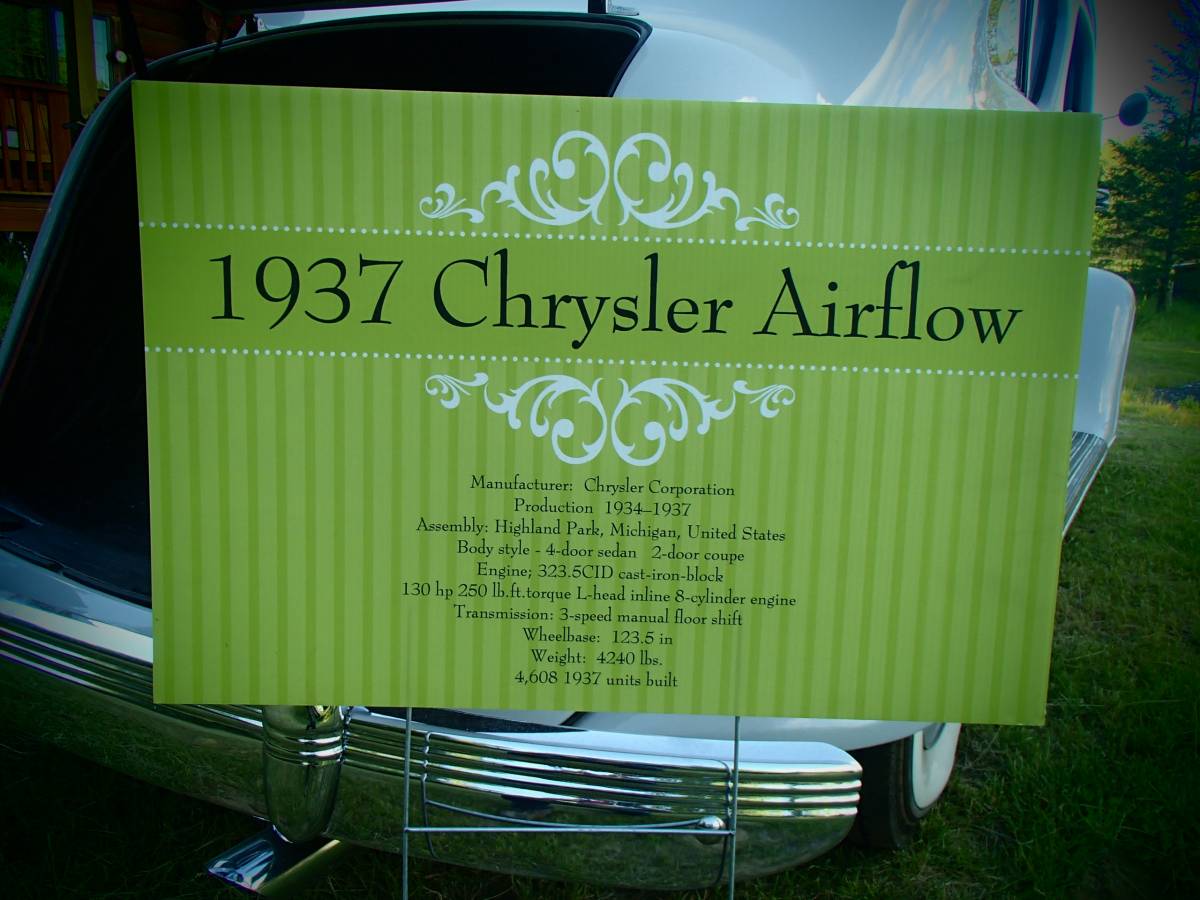 1937 Chrysler Airflow
Manufacturer: Chrysler Corporation
Production 1934–1937
Assembly: Highland Park, Michigan, United States
Body style - 4-door sedan 2-door coupe
Engine; 323.5CID cast-iron-block
130 hp 250 lb.ft.torque L-head inline 8-cylinder engine
Transmission: 3-speed manual floor shift
Wheelbase: 123.5 in
Weight: 4240 lbs.
4,608 1937 units built